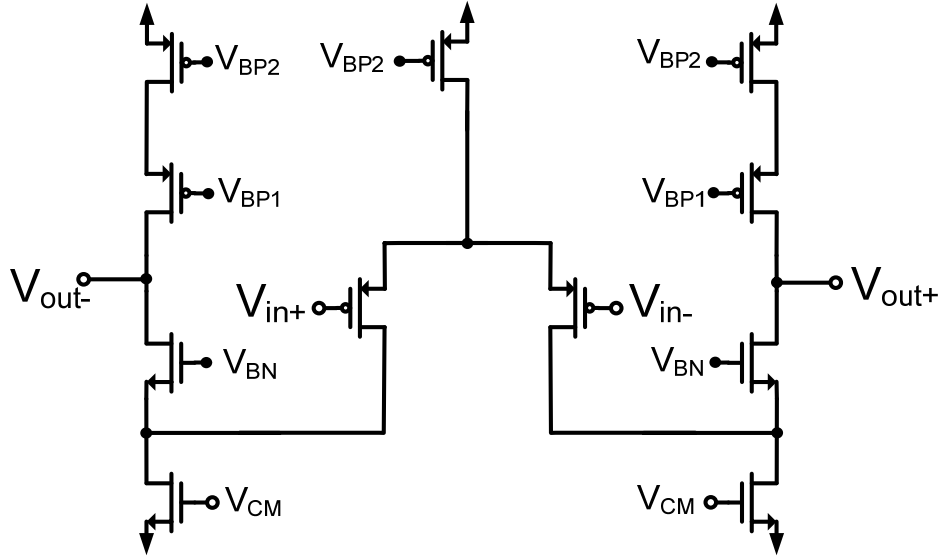 VBP2 VBP2 VBP2
VBP1 VBP1
Vout- Vin+ Vin- Vout+
VBN VBN
VCM VCM